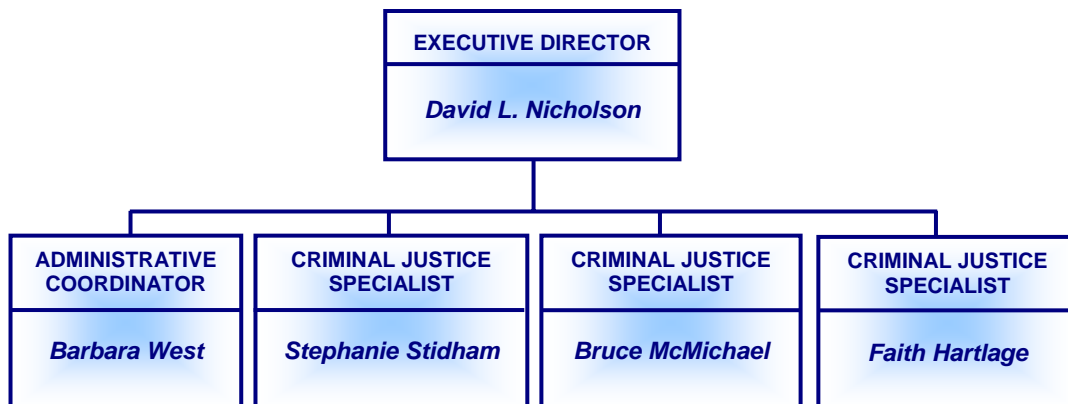 EXECUTIVE DIRECTOR
David L. Nicholson
ADMINISTRATIVE
COORDINATOR
Barbara West
CRIMINAL JUSTICE
SPECIALIST
Stephanie Stidham
CRIMINAL JUSTICE
SPECIALIST
Bruce McMichael
CRIMINAL JUSTICE
SPECIALIST
Faith Hartlage